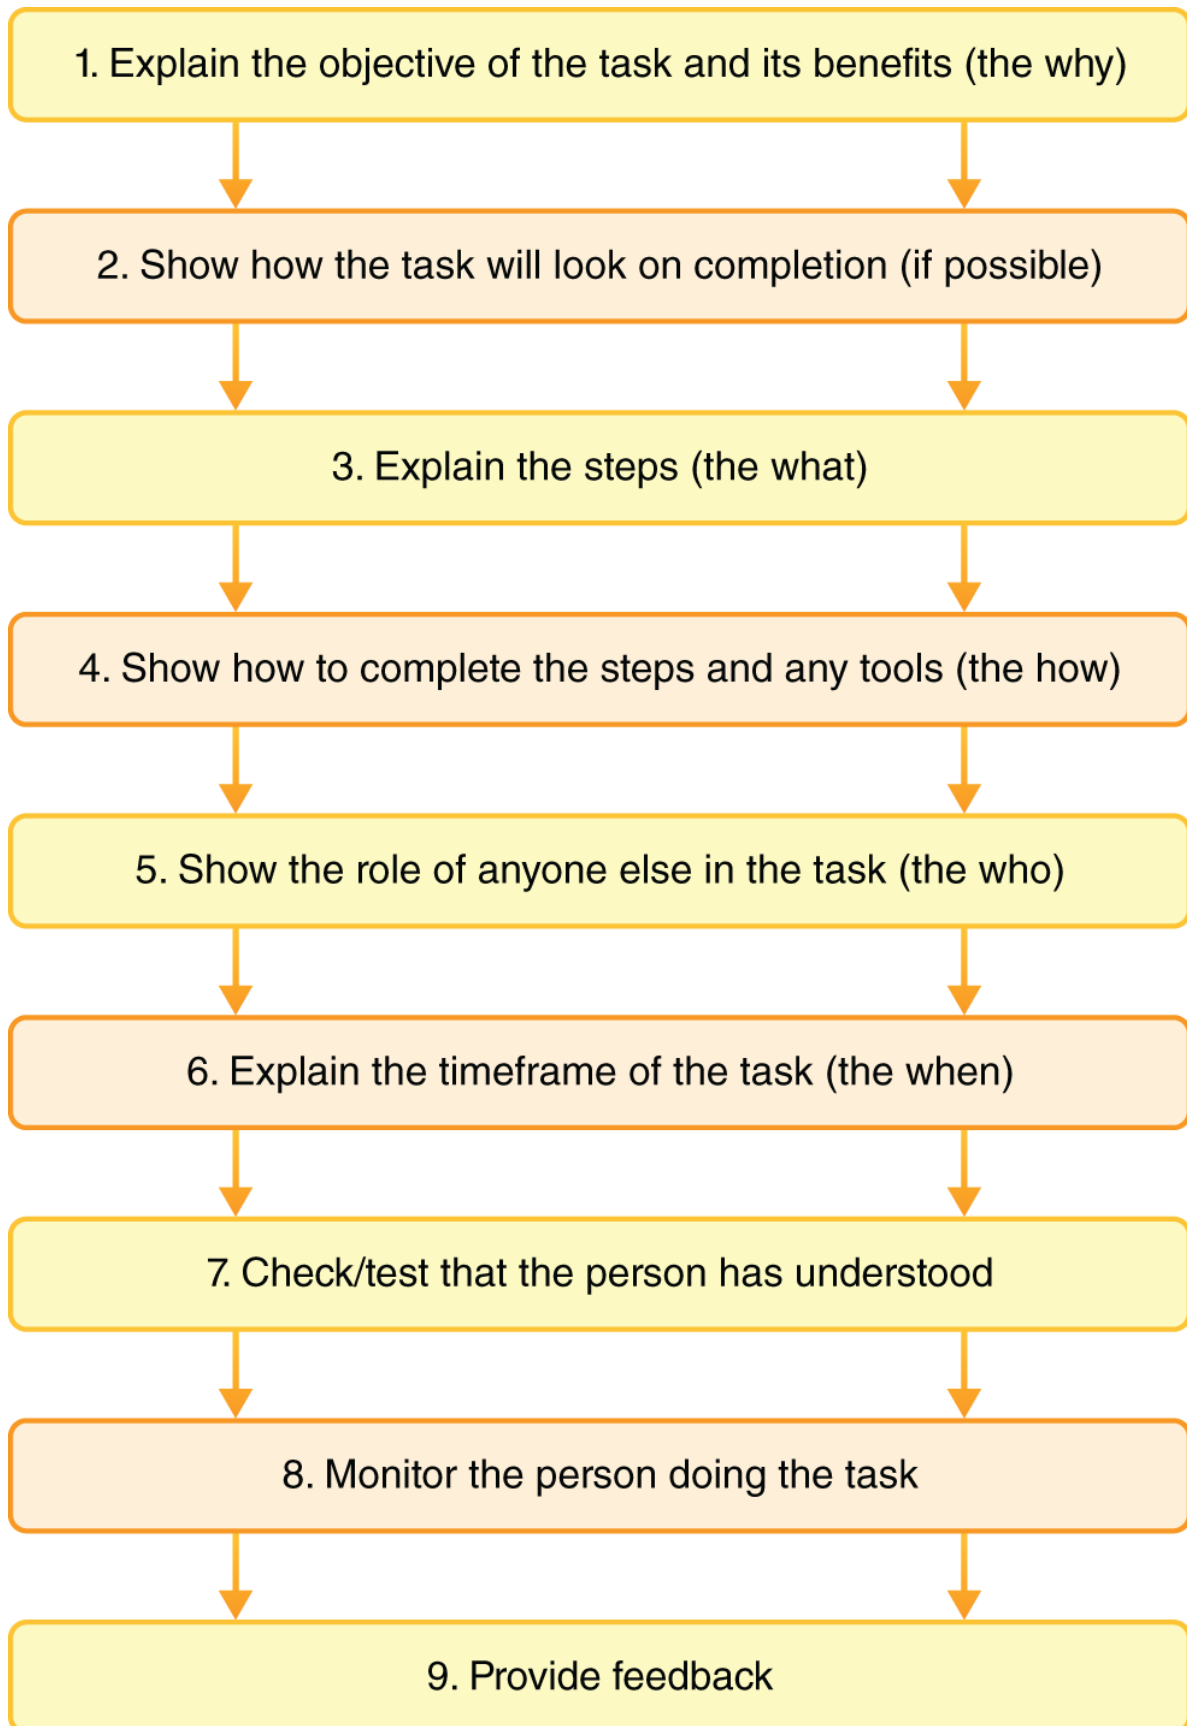 1. Explain the objective of the task and its benefits (the why)
2. Show how the task will look on completion (if possible)
3. Explain the steps (the what)
4. Show how to complete the steps and any tools (the how)
5. Show the role of anyone else in the task (the who)
6. Explain the timeframe of the task (the when)
7. Check/test that the person has understood
8. Monitor the person doing the task
9. Provide feedback